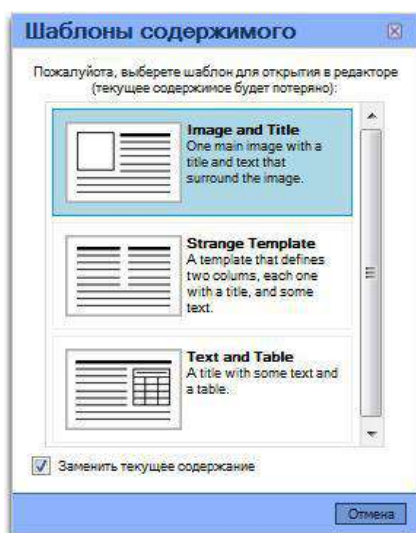 Шаблоны содержимого
Пожалуйста, выберете шаблон для открытия в редакторе
(текущее содержимое будет потеряно):
Image and Title
One main image with a
title and text that
surround the image.
Strange Template
A template that defines
two colums, each one
with a title, and some
text.
Text and Table
A title with some text and
a table.
Заменить текущее содержание
Отмена